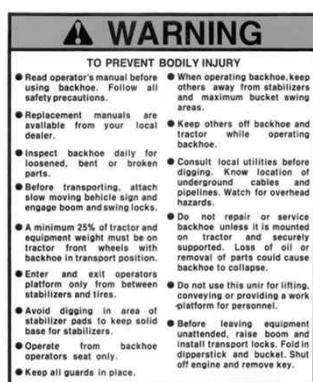 WARNING
TO PREVENT BODILY INJURY
● Read operator's manual before
using backhoe. Follow all
safety precautions.
● Replacement manuals are
available from your local
dealer.
● Inspect backhoe daily for
loosened, bent or broken
parts.
● Before transporting, attach
slow moving behicle sign and
engage boom and swing locks.
● A minimum 25% of tractor and
equipment weight must be on
tractor front wheels with
backhoe in transport position.
● Enter and exit operators
platform only from between
stabilizers and tires.
● Avoid digging in area of
stabilizer pads to keep solid
base for stabilizers.
● Operate from backhoe
operators seat only.
● Keep all guards in place.
● When operating backhoe, keep
others away from stabilizers
and maximum bucket swing
areas.
● Keep others off backhoe and
tractor while operating
backhoe.
● Consult local utilities before
digging. Know location of
underground cables and
pipelines. Watch for overhead
hazards.
● Do not repair or service
backhoe unless it is mounted
on tractor and securely
supported. Loss of oil or
removal of parts could cause
backhoe to collapse.
● Do not use this unir for lifting,
conveying or providing a work
platform for personnel.
● Before leaving equipment
unattended, raise boom and
install transport locks. Fold in
dipperstick and bucket. Shut
off engine and remove key.